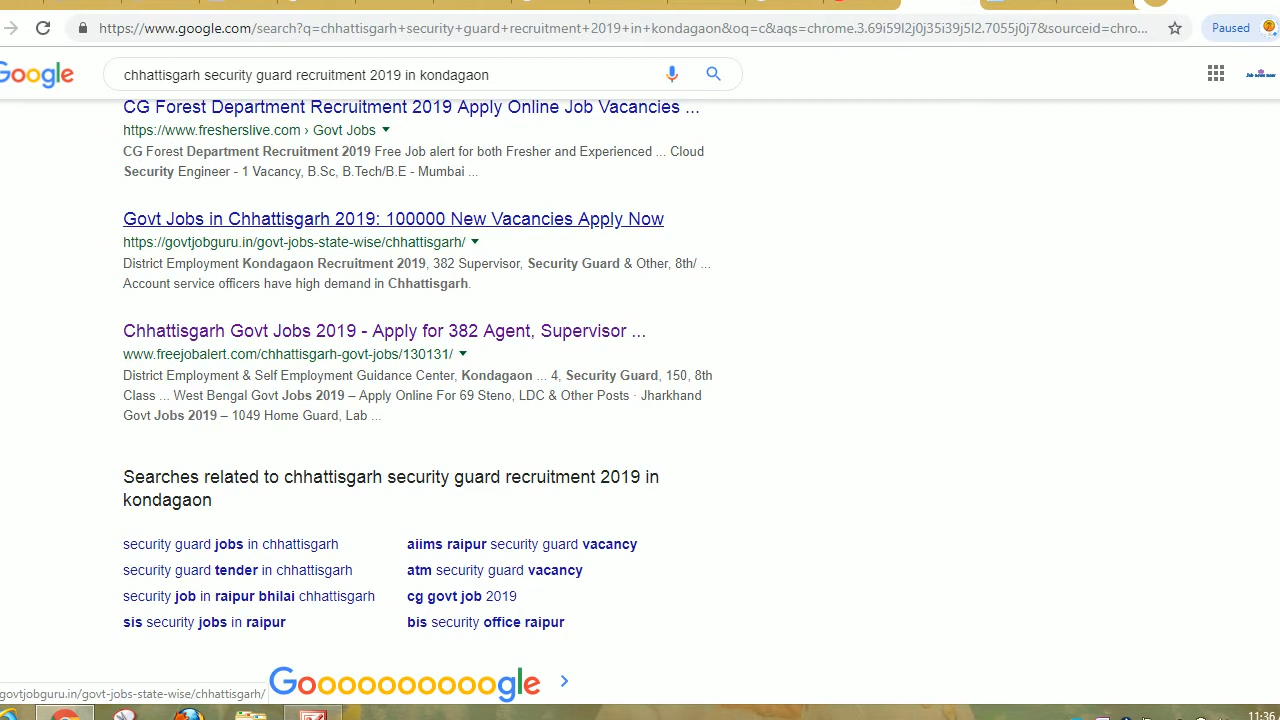 https://www.google.com/search?q=chhattisgarh+security+guard+recruitment+2019+in+kondagaon&oq=c&aqs=chrome.3.69i59l2j0j35i39j5l2.7055j0j7&sourceid=chro...
Paused
Google
chhattisgarh security guard recruitment 2019 in kondagaon
CG Forest Department Recruitment 2019 Apply Online Job Vacancies ...
https://www.fresherslive.com › Govt Jobs
CG Forest Department Recruitment 2019 Free Job alert for both Fresher and Experienced ... Cloud
Security Engineer - 1 Vacancy, B.Sc, B.Tech/B.E - Mumbai ...
Govt Jobs in Chhattisgarh 2019: 100000 New Vacancies Apply Now
https://govtjobguru.in/govt-jobs-state-wise/chhattisgarh/
District Employment Kondagaon Recruitment 2019, 382 Supervisor, Security Guard & Other, 8th/ ...
Account service officers have high demand in Chhattisgarh.
Chhattisgarh Govt Jobs 2019 - Apply for 382 Agent, Supervisor ...
www.freejobalert.com/chhattisgarh-govt-jobs/130131/
District Employment & Self Employment Guidance Center, Kondagaon ... 4, Security Guard, 150, 8th
Class ... West Bengal Govt Jobs 2019 – Apply Online For 69 Steno, LDC & Other Posts · Jharkhand
Govt Jobs 2019 – 1049 Home Guard, Lab ...
Searches related to chhattisgarh security guard recruitment 2019 in
kondagaon
security guard jobs in chhattisgarh
aiims raipur security guard vacancy
security guard tender in chhattisgarh
atm security guard vacancy
security job in raipur bhilai chhattisgarh
cg govt job 2019
sis security jobs in raipur
bis security office raipur
Goooooooooogle
govtjobguru.in/govt-jobs-state-wise/chhattisgarh/
11:36